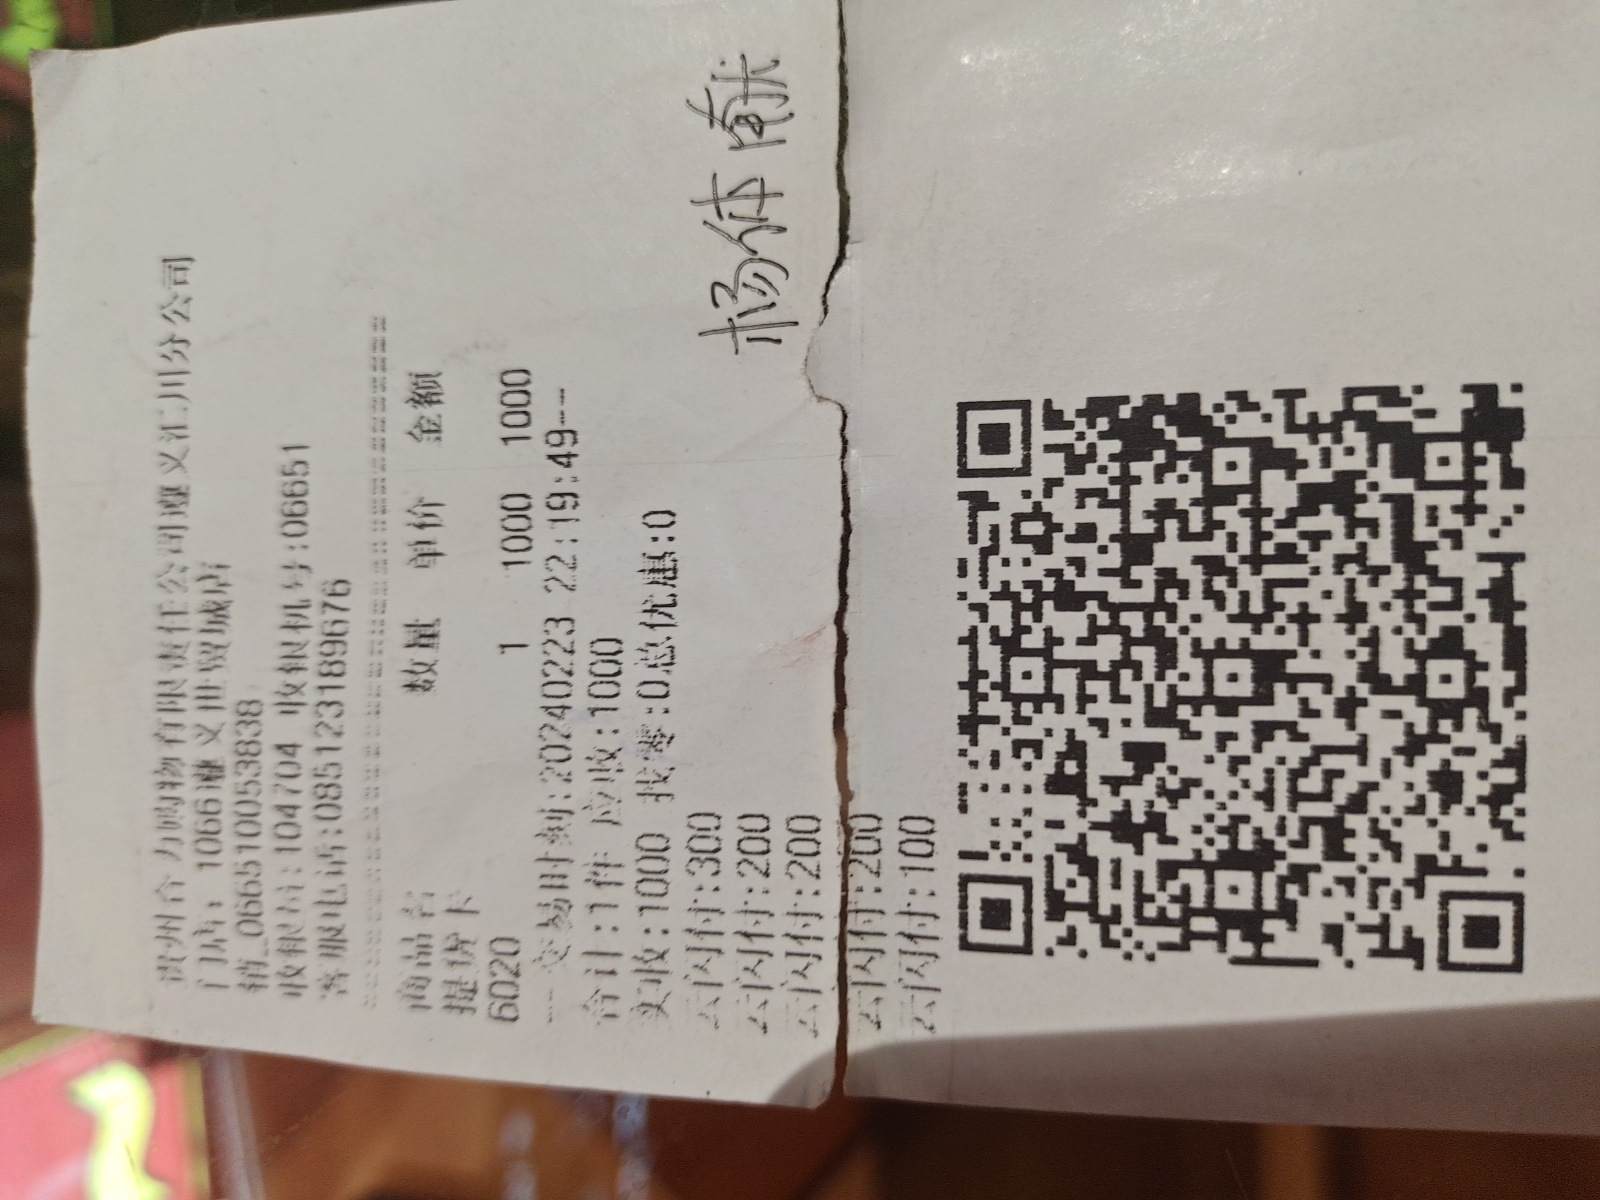 贵州合力购物有限责任公司遵义汇川分公司
门店: 1066遵义世贸城店
销_0665100053838
收银员:104704 收银机号:06651
客服电话:085123189676
商品名 数量 单价 金额
提货卡
6020 1 1000 1000
--- 交易时刻:20240223 22:19:49--
合计:1件 应收:1000
实收:1000 找零:0总优惠:0
云闪付:300
云闪付:200
云闪付:200
云闪付:200
云闪付:100
杨